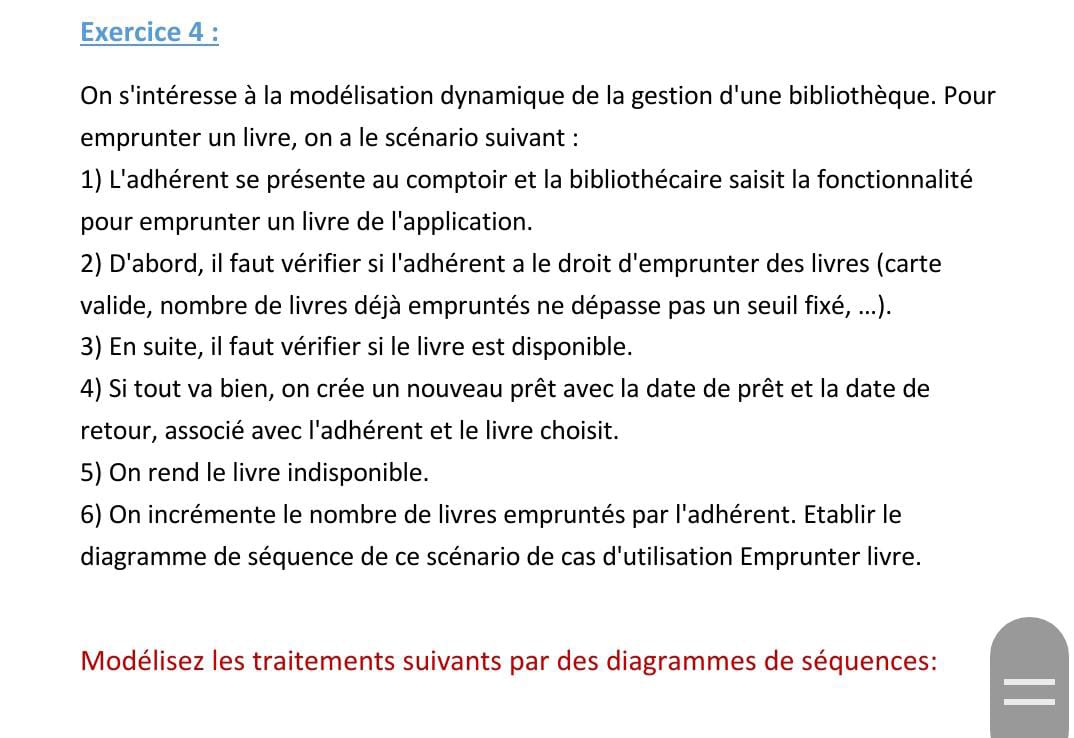 Exercice 4 :
On s'intéresse à la modélisation dynamique de la gestion d'une bibliothèque. Pour
emprunter un livre, on a le scénario suivant :
1) L'adhérent se présente au comptoir et la bibliothécaire saisit la fonctionnalité
pour emprunter un livre de l'application.
2) D'abord, il faut vérifier si l'adhérent a le droit d'emprunter des livres (carte
valide, nombre de livres déjà empruntés ne dépasse pas un seuil fixé, ...).
3) En suite, il faut vérifier si le livre est disponible.
4) Si tout va bien, on crée un nouveau prêt avec la date de prêt et la date de
retour, associé avec l'adhérent et le livre choisit.
5) On rend le livre indisponible.
6) On incrémente le nombre de livres empruntés par l'adhérent. Etablir le
diagramme de séquence de ce scénario de cas d'utilisation Emprunter livre.
Modélisez les traitements suivants par des diagrammes de séquences: